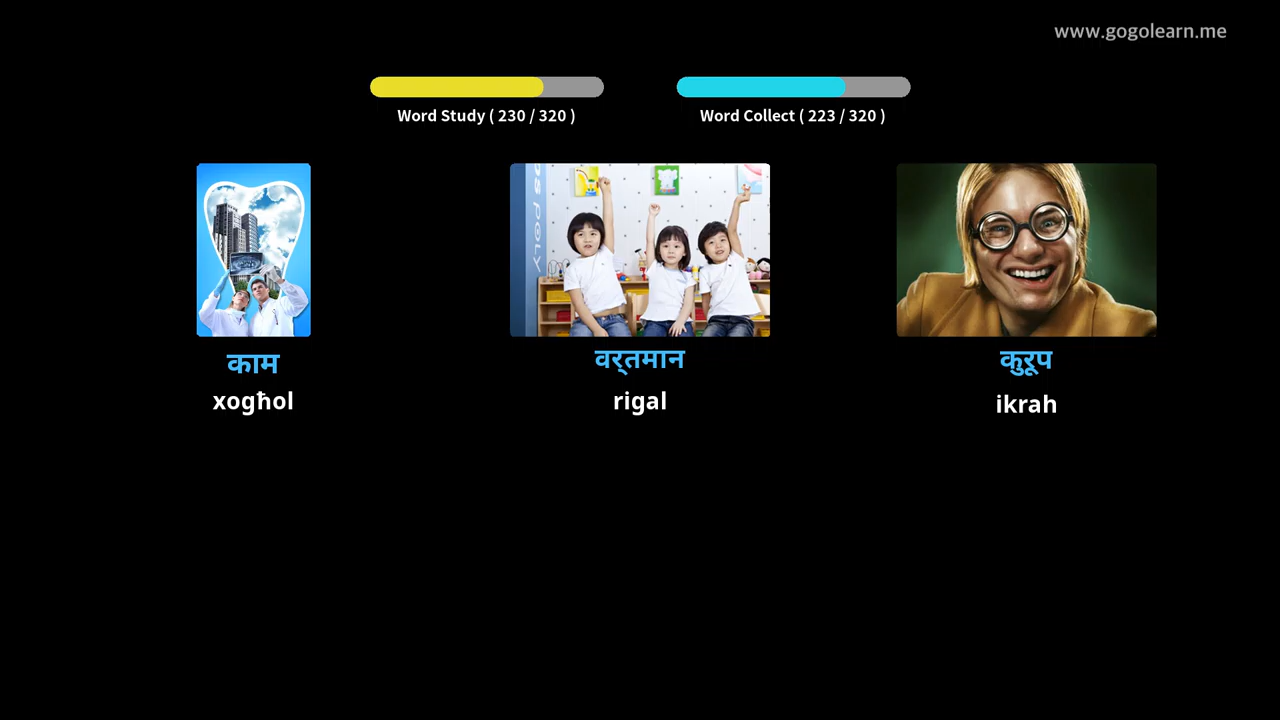 www.gogolearn.me
Word Study ( 230 / 320 )
Word Collect ( 223 / 320 )
काम
वर्तमान
कुरूप
xogħol
rigal
ikrah